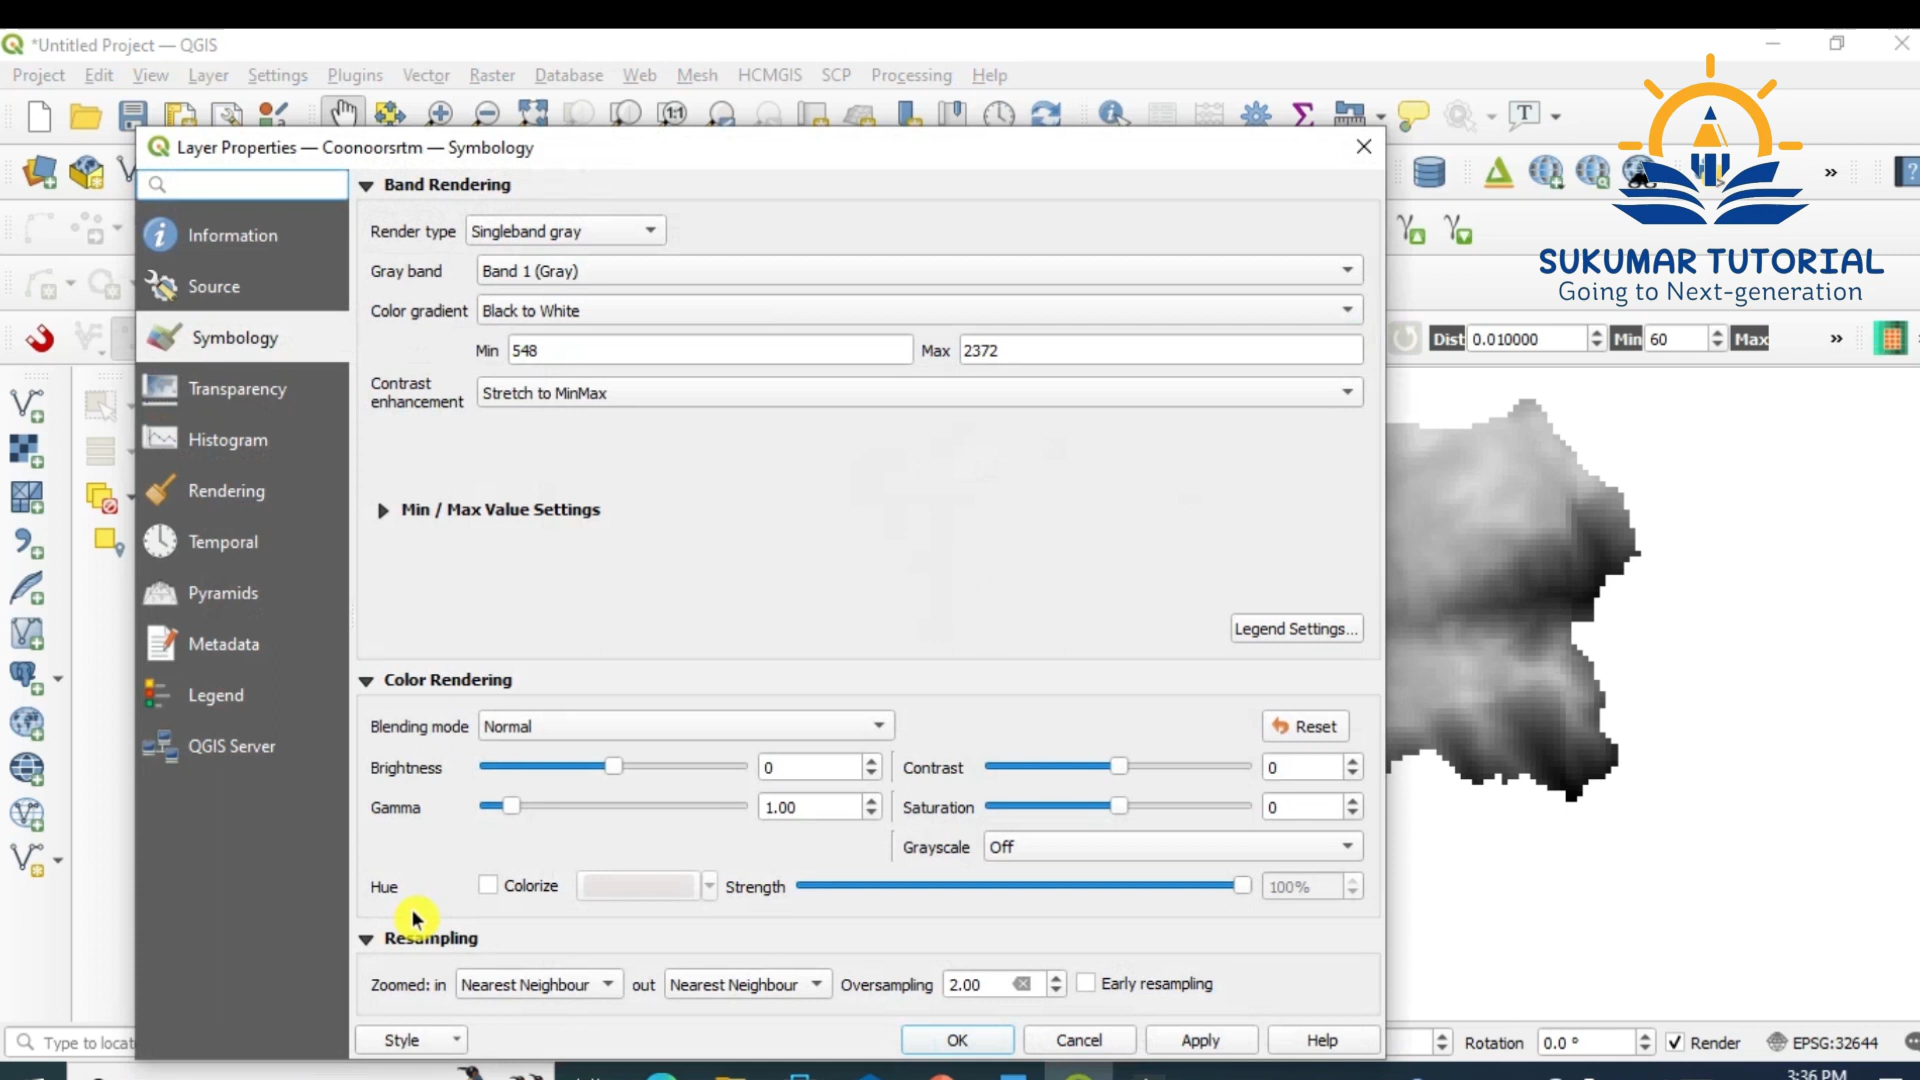 *Untitled Project — QGIS
Project Edit View Layer Settings Plugins Vector Raster Database Web Mesh HCMGIS SCP Processing Help
Layer Properties — Coonoorsrtm — Symbology
Information
Source
Symbology
Transparency
Histogram
Rendering
Temporal
Pyramids
Metadata
Legend
QGIS Server
Band Rendering
Render type Singleband gray
Gray band Band 1 (Gray)
Color gradient Black to White
Min 548 Max 2372
Contrast enhancement Stretch to MinMax
Min / Max Value Settings
Legend Settings...
Color Rendering
Blending mode Normal Reset
Brightness 0 Contrast 0
Gamma 1.00 Saturation 0
Grayscale Off
Hue Colorize Strength 100%
Resampling
Zoomed: in Nearest Neighbour out Nearest Neighbour Oversampling 2.00 Early resampling
Style OK Cancel Apply Help
SUKUMAR TUTORIAL
Going to Next-generation
Dist 0.010000 Min 60 Max
Type to locat
Rotation 0.0 ° Render EPSG:32644
3:36 PM